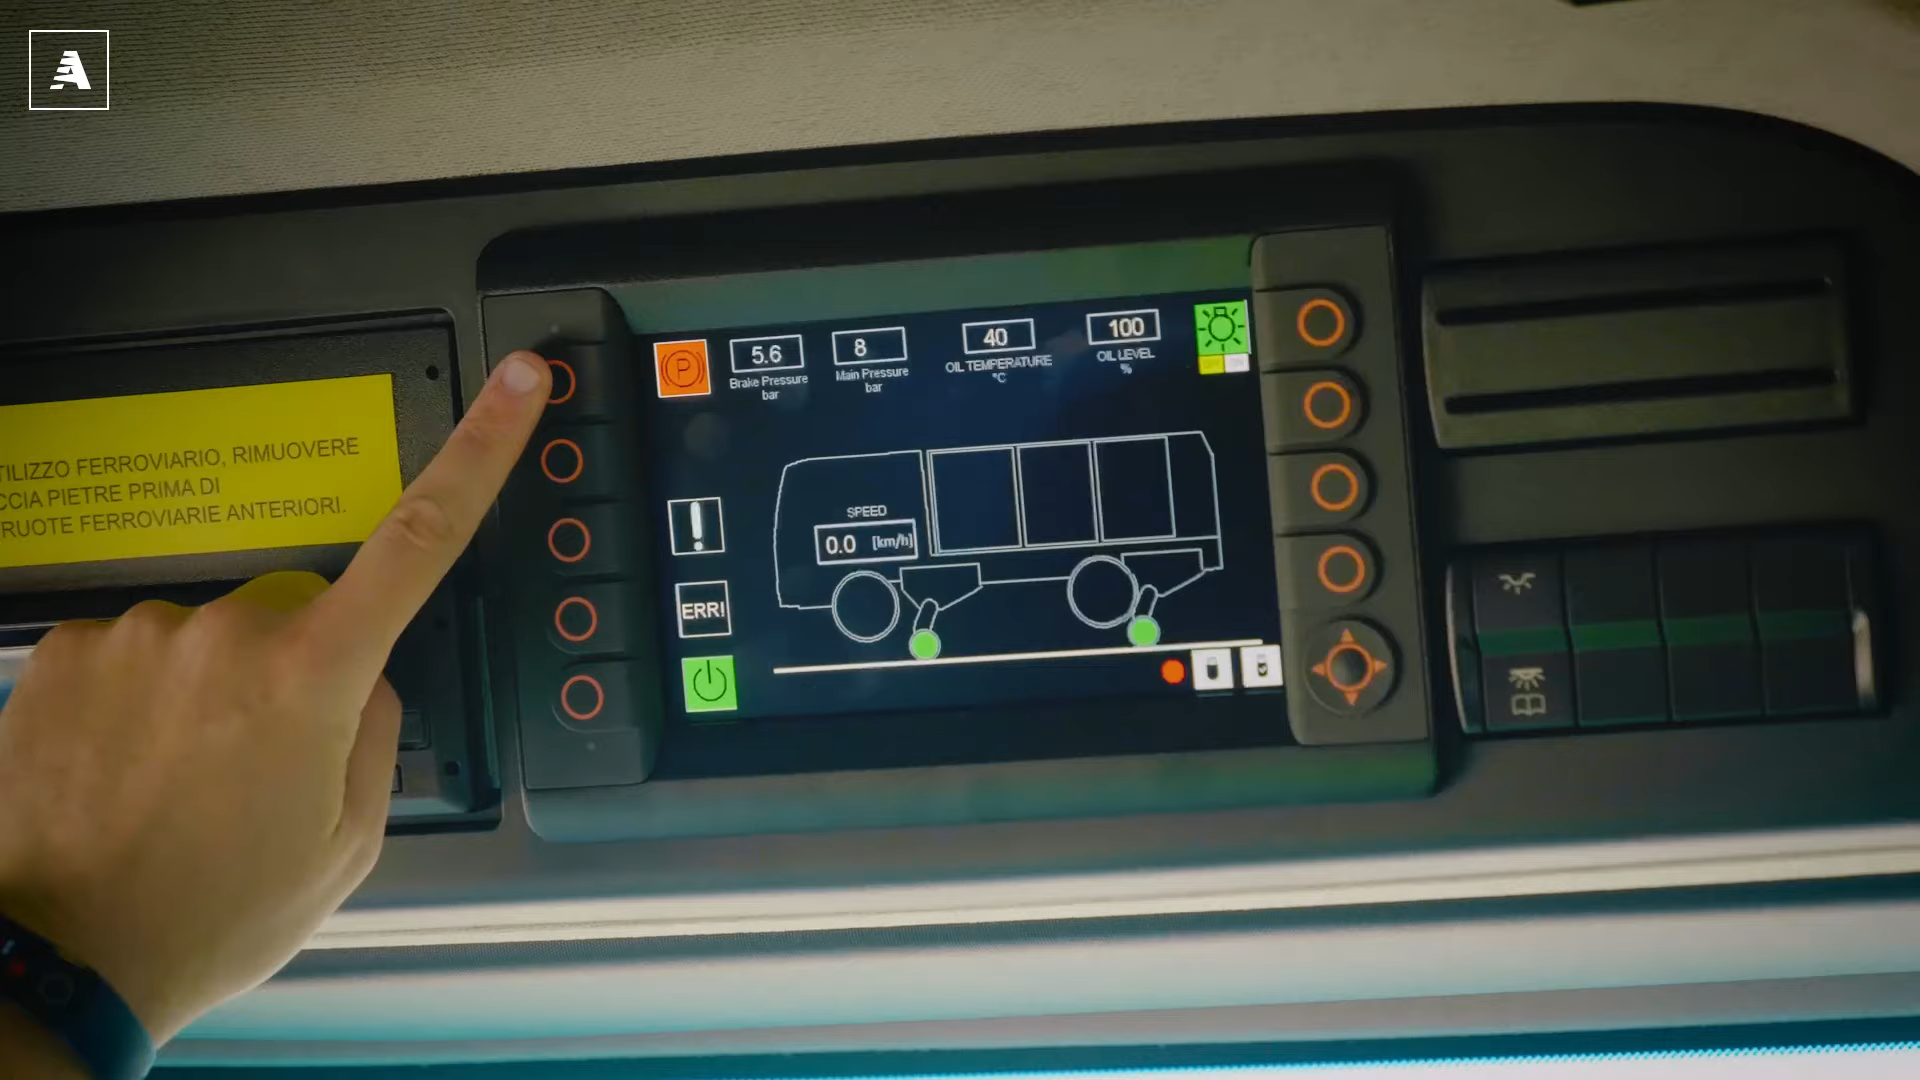 A
TILIZZO FERROVIARIO, RIMUOVERE
CCIA PIETRE PRIMA DI
RUOTE FERROVIARIE ANTERIORI.
P
5.6
Brake Pressure
bar
8
Main Pressure
bar
40
OIL TEMPERATURE
°C
100
OIL LEVEL
%
SPEED
0.0 [km/h]
!
ERR!